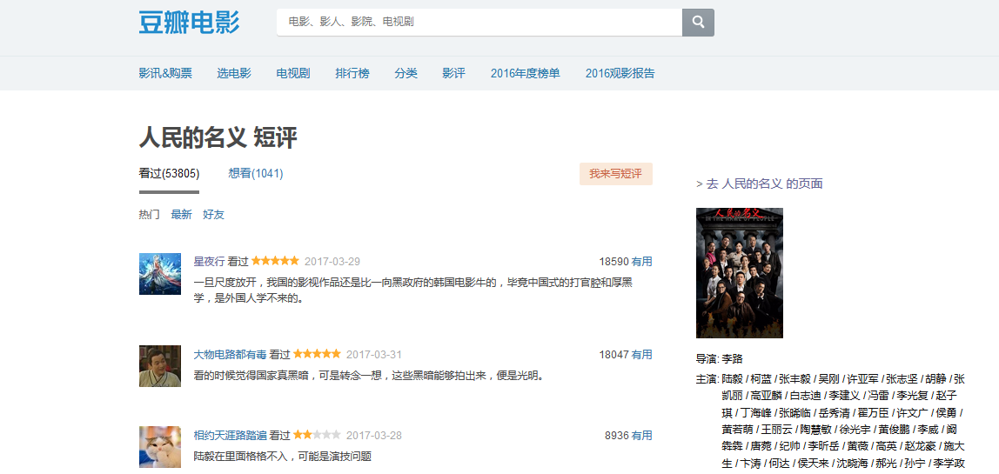 豆瓣电影
电影、影人、影院、电视剧
影讯&购票 选电影 电视剧 排行榜 分类 影评 2016年度榜单 2016观影报告
人民的名义 短评
看过(53805) 想看(1041) 我来写短评
热门 最新 好友
星夜行 看过 2017-03-29 18590 有用
一旦尺度放开，我国的影视作品还是比一向黑政府的韩国电影牛的，毕竟中国式的打官腔和厚黑
学，是外国人学不来的。
大物电路都有毒 看过 2017-03-31 18047 有用
看的时候觉得国家真黑暗，可是转念一想，这些黑暗能够拍出来，便是光明。
相约天涯路踏遍 看过 2017-03-28 8936 有用
陆毅在里面格格不入，可能是演技问题
> 去 人民的名义 的页面
人民的名义
IN THE NAME OF PEOPLE
导演: 李路
主演: 陆毅 / 柯蓝 / 张丰毅 / 吴刚 / 许亚军 / 张志坚 / 胡静 / 张
凯丽 / 高亚麟 / 白志迪 / 李建义 / 冯雷 / 李光复 / 赵子
琪 / 丁海峰 / 张晞临 / 岳秀清 / 翟万臣 / 许文广 / 侯勇 /
黄若萌 / 王丽云 / 陶慧敏 / 徐光宇 / 黄俊鹏 / 李威 / 阚
犇犇 / 唐菀 / 纪帅 / 李昕岳 / 黄薇 / 高英 / 赵龙豪 / 施大
生 / 卞涛 / 何达 / 侯天来 / 沈晓海 / 郝光 / 孙宁 / 李学政